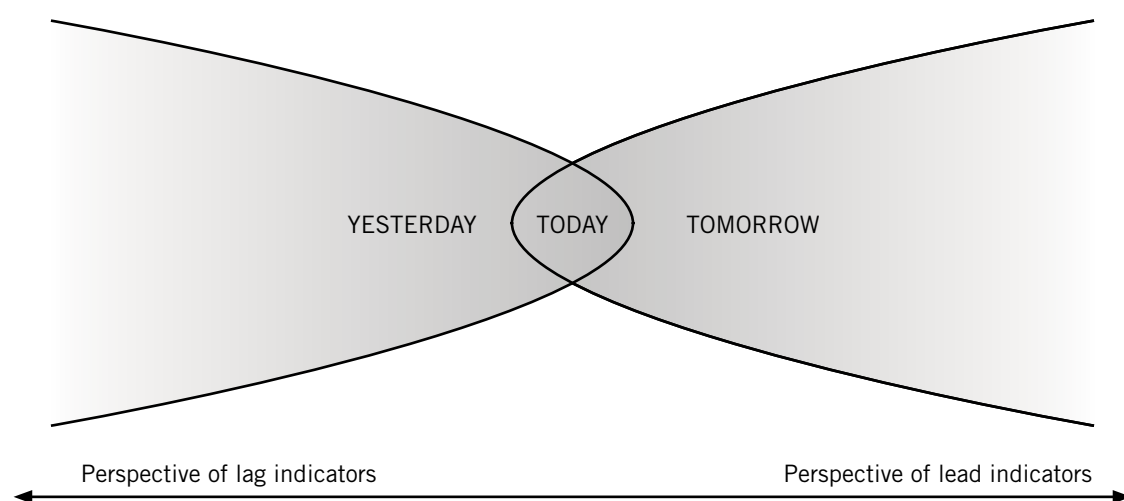 YESTERDAY TODAY TOMORROW
Perspective of lag indicators Perspective of lead indicators